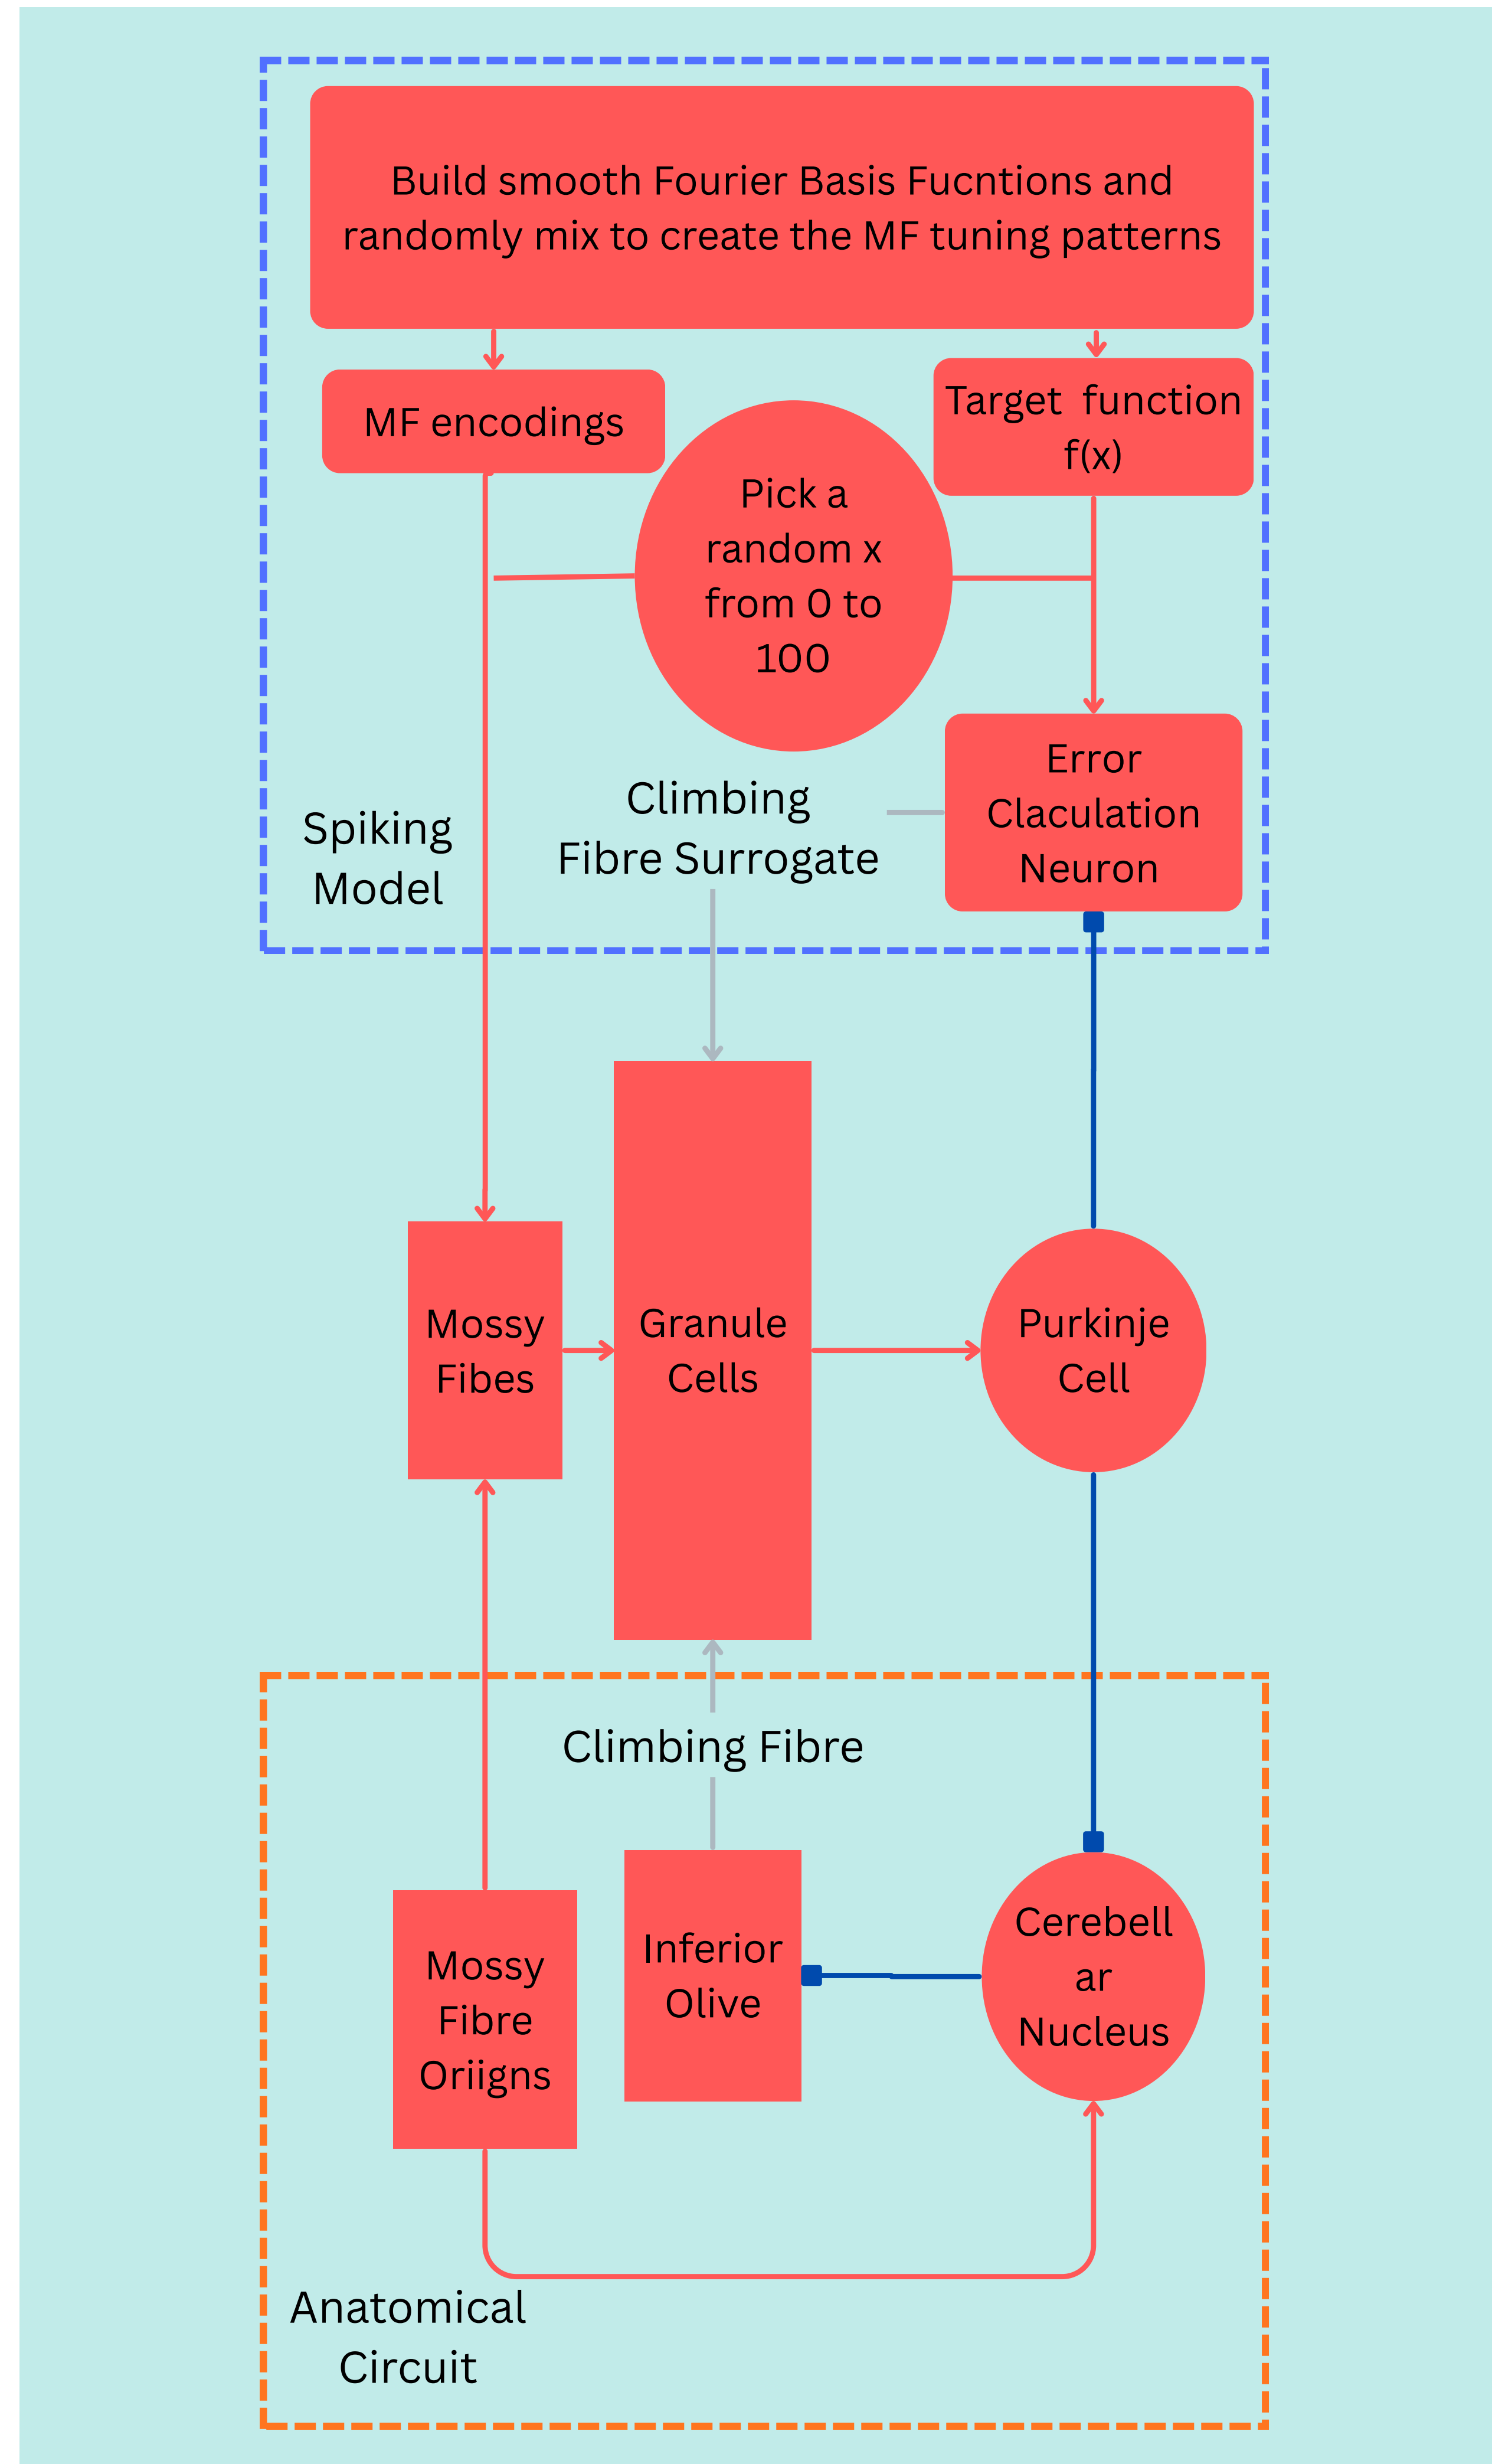 Build smooth Fourier Basis Fucntions and
randomly mix to create the MF tuning patterns
MF encodings
Target function
f(x)
Pick a
random x
from 0 to
100
Error
Claculation
Neuron
Climbing
Fibre Surrogate
Spiking
Model
Mossy
Fibes
Granule
Cells
Purkinje
Cell
Climbing Fibre
Mossy
Fibre
Oriigns
Inferior
Olive
Cerebell
ar
Nucleus
Anatomical
Circuit